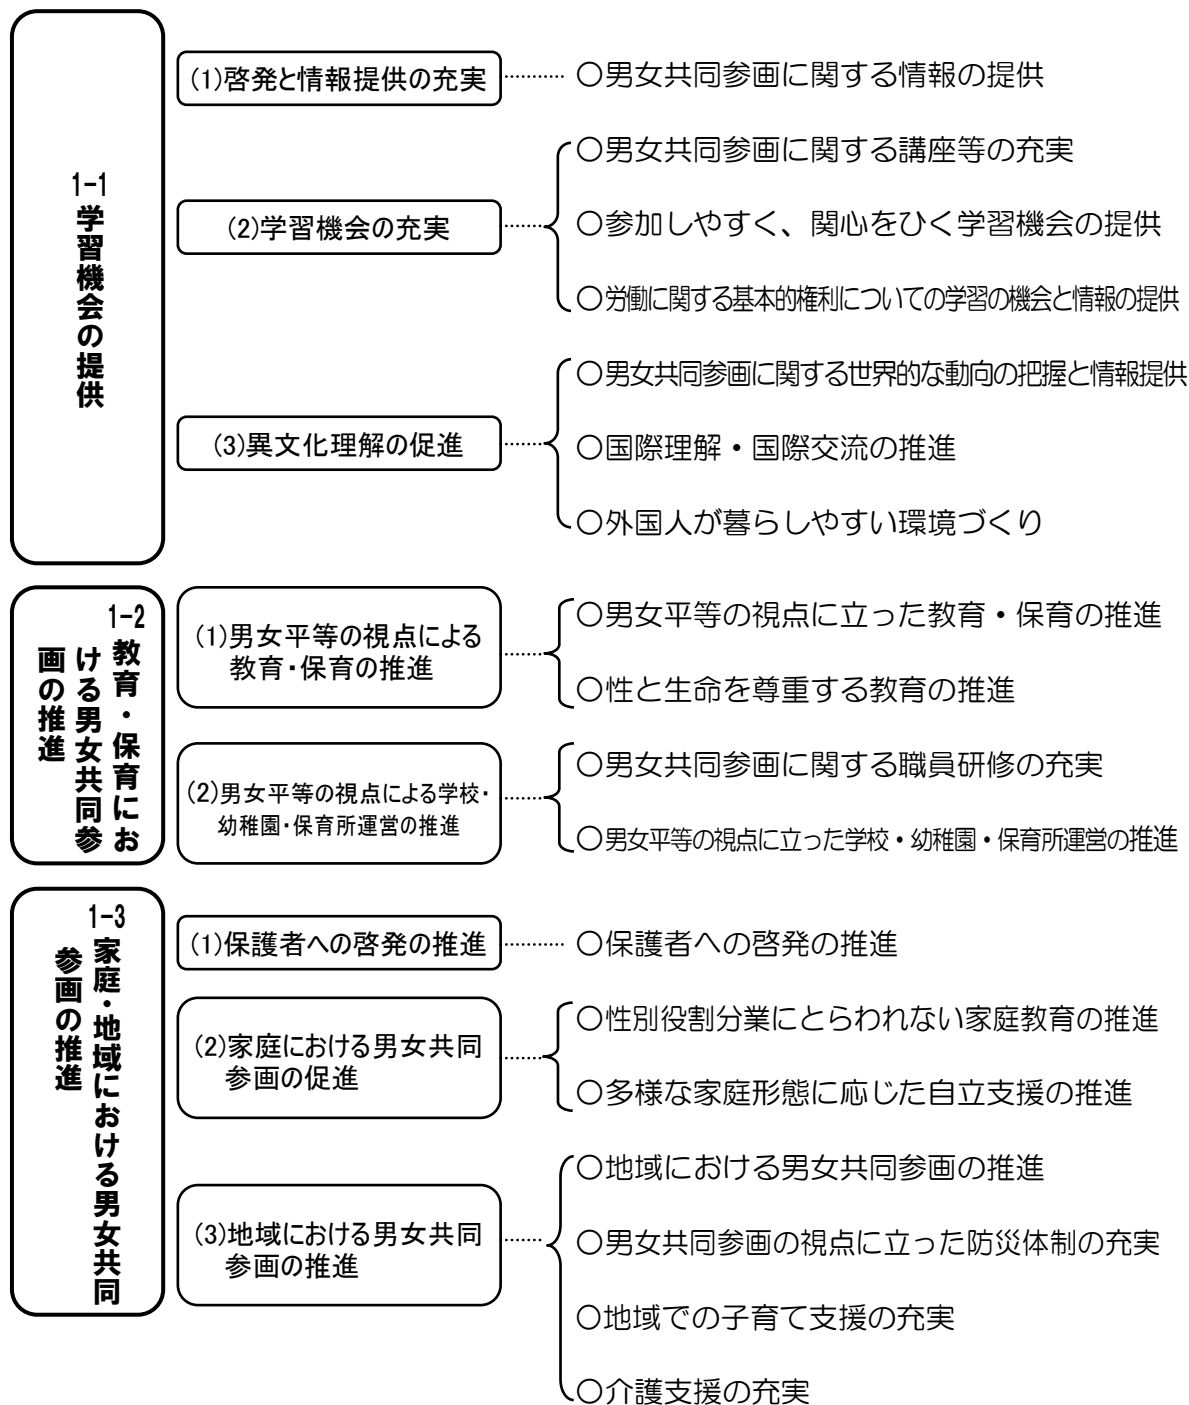 1-1
学習機会の提供
(1)啓発と情報提供の充実
〇男女共同参画に関する情報の提供
(2)学習機会の充実
〇男女共同参画に関する講座等の充実
〇参加しやすく、関心をひく学習機会の提供
〇労働に関する基本的権利についての学習の機会と情報の提供
(3)異文化理解の促進
〇男女共同参画に関する世界的な動向の把握と情報提供
〇国際理解・国際交流の推進
〇外国人が暮らしやすい環境づくり
1-2
教育・保育にお
ける男女共同参
画の推進
(1)男女平等の視点による
教育・保育の推進
〇男女平等の視点に立った教育・保育の推進
〇性と生命を尊重する教育の推進
(2)男女平等の視点による学校・
幼稚園・保育所運営の推進
〇男女共同参画に関する職員研修の充実
〇男女平等の視点に立った学校・幼稚園・保育所運営の推進
1-3
家庭・地域における男女共同
参画の推進
(1)保護者への啓発の推進
〇保護者への啓発の推進
(2)家庭における男女共同
参画の促進
〇性別役割分業にとらわれない家庭教育の推進
〇多様な家庭形態に応じた自立支援の推進
(3)地域における男女共同
参画の推進
〇地域における男女共同参画の推進
〇男女共同参画の視点に立った防災体制の充実
〇地域での子育て支援の充実
〇介護支援の充実